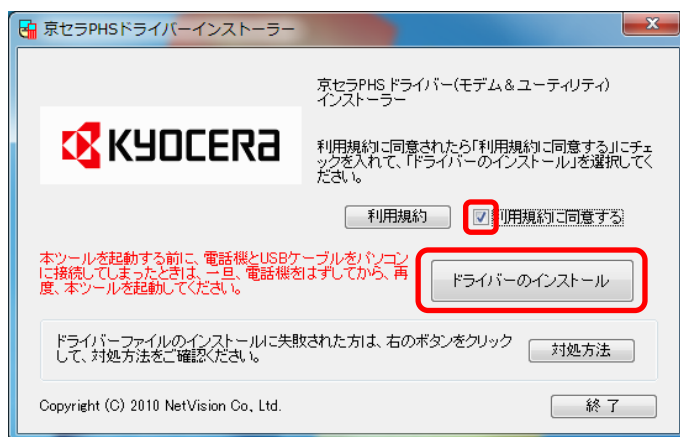 京セラPHSドライバーインストーラー
京セラPHSドライバー(モデム＆ユーティリティ)
インストーラー
KYOCERA
利用規約に同意されたら「利用規約に同意する」にチェ
ックを入れて、「ドライバーのインストール」を選択してく
ださい。
利用規約
利用規約に同意する
本ツールを起動する前に、電話機とUSBケーブルをパソコン
に接続してしまったときは、一旦、電話機をはずしてから、再
度、本ツールを起動してください。
ドライバーのインストール
ドライバーファイルのインストールに失敗された方は、右のボタンをクリック
して、対処方法をご確認ください。
対処方法
Copyright (C) 2010 NetVision Co, Ltd.
終 了